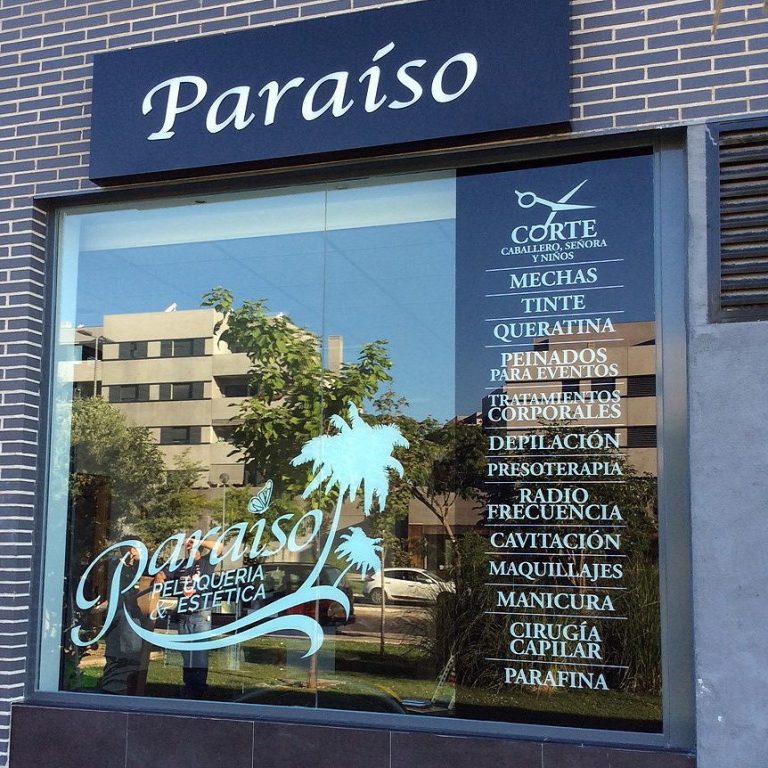 Paraíso
Paraiso
PELUQUERIA
& ESTETICA
CORTE
CABALLERO, SEÑORA
Y NIÑOS
MECHAS
TINTE
QUERATINA
PEINADOS
PARA EVENTOS
TRATAMIENTOS
CORPORALES
DEPILACIÓN
PRESOTERAPIA
RADIO
FRECUENCIA
CAVITACIÓN
MAQUILLAJES
MANICURA
CIRUGÍA
CAPILAR
PARAFINA